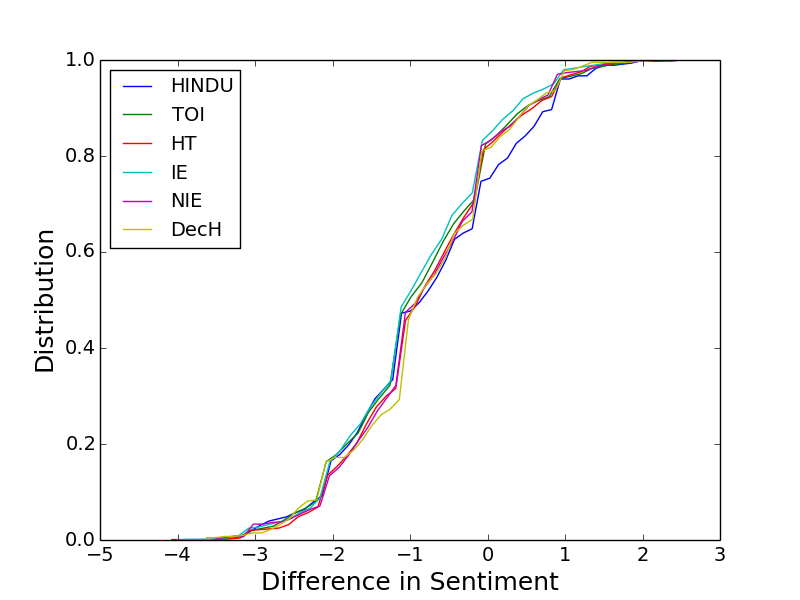 HINDU
TOI
HT
IE
NIE
DecH
1.0
0.8
0.6
0.4
0.2
0.0
Distribution
−5 −4 −3 −2 −1 0 1 2 3
Difference in Sentiment